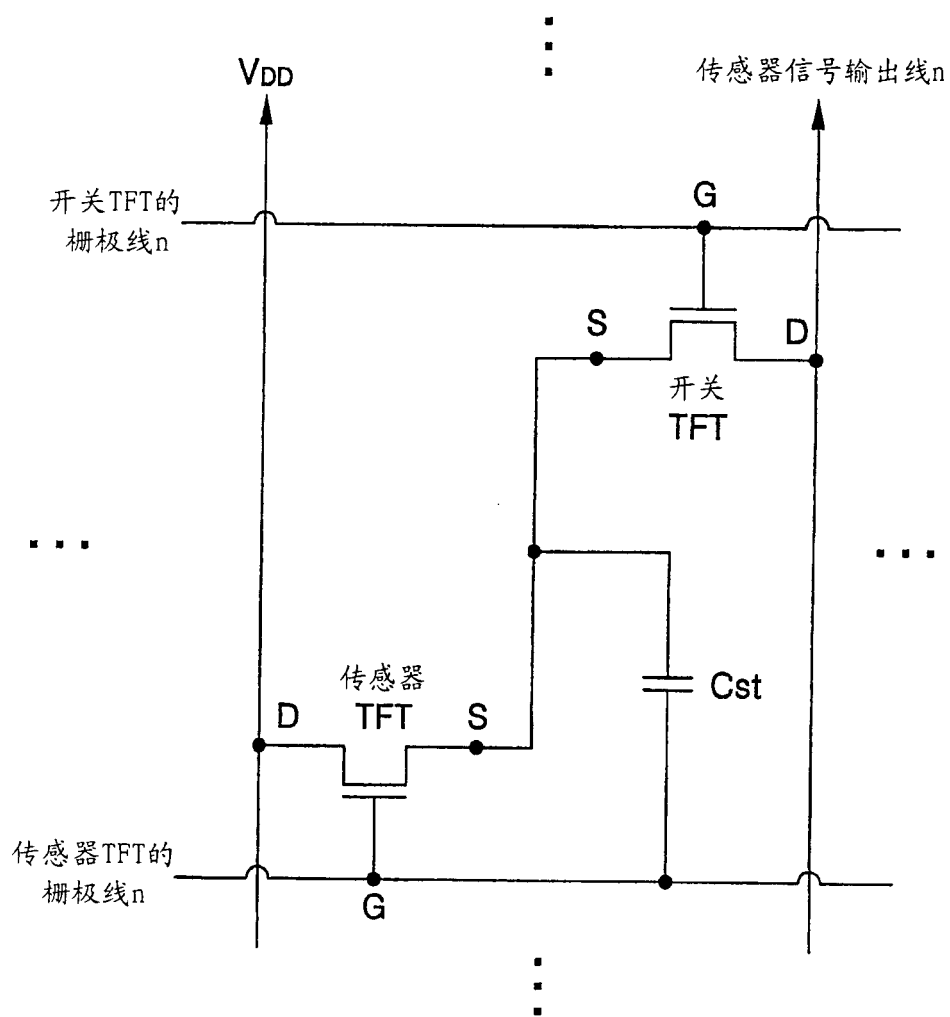 VDD
传感器信号输出线n
开关TFT的
栅极线n
G
S
D
开关
TFT
Cst
传感器
TFT
D
S
传感器TFT的
栅极线n
G